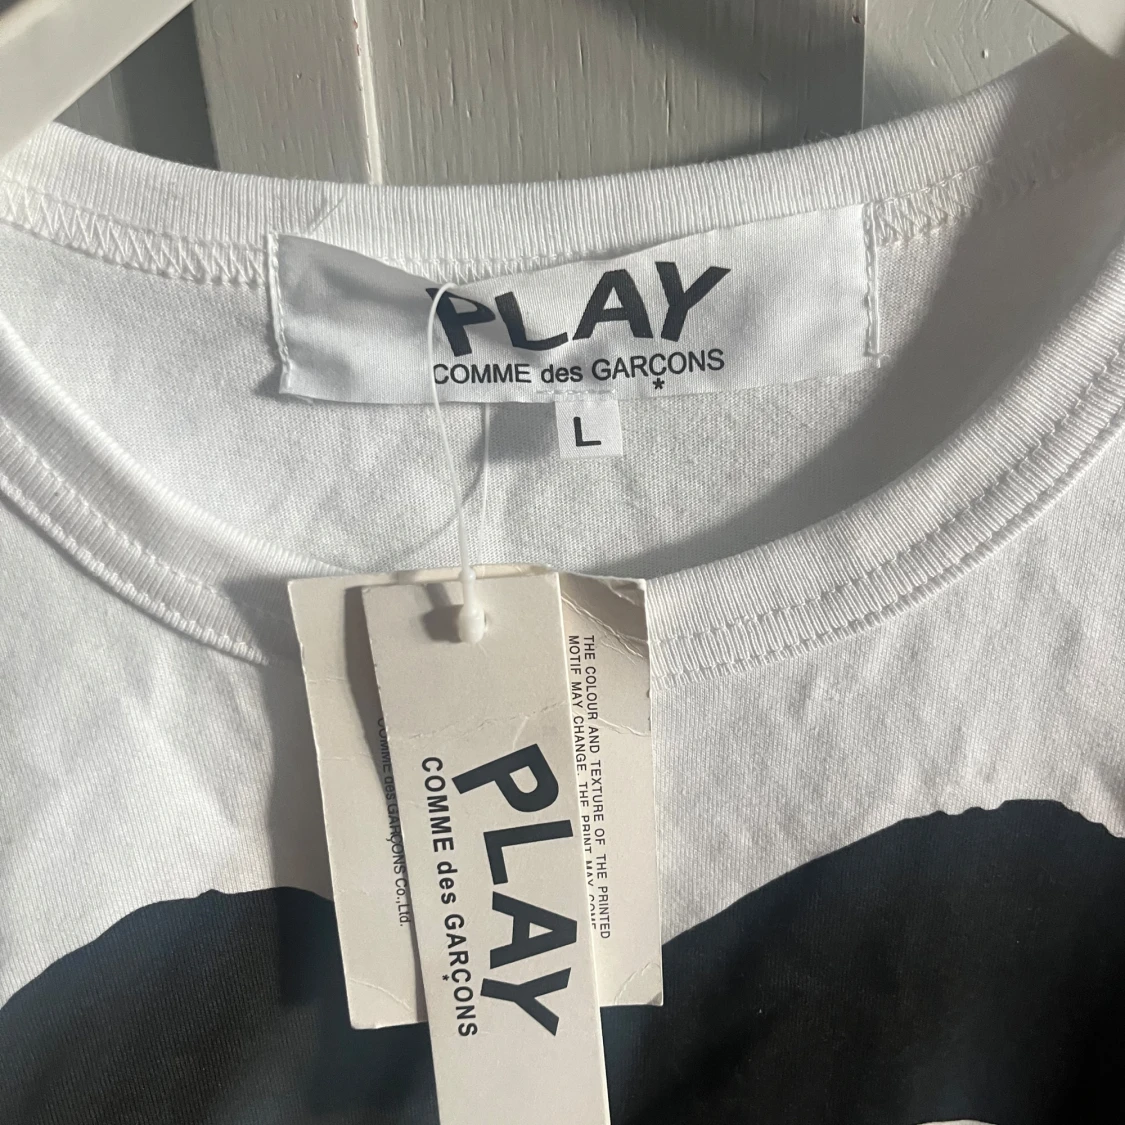 PLAY
COMME des GARÇONS
*
L
THE COLOUR AND TEXTURE OF THE PRINTED
MOTIF MAY CHANGE. THE PRINT MAY COME
PLAY
COMME des GARÇONS
*
COMME des GARÇONS Co.,Ltd.